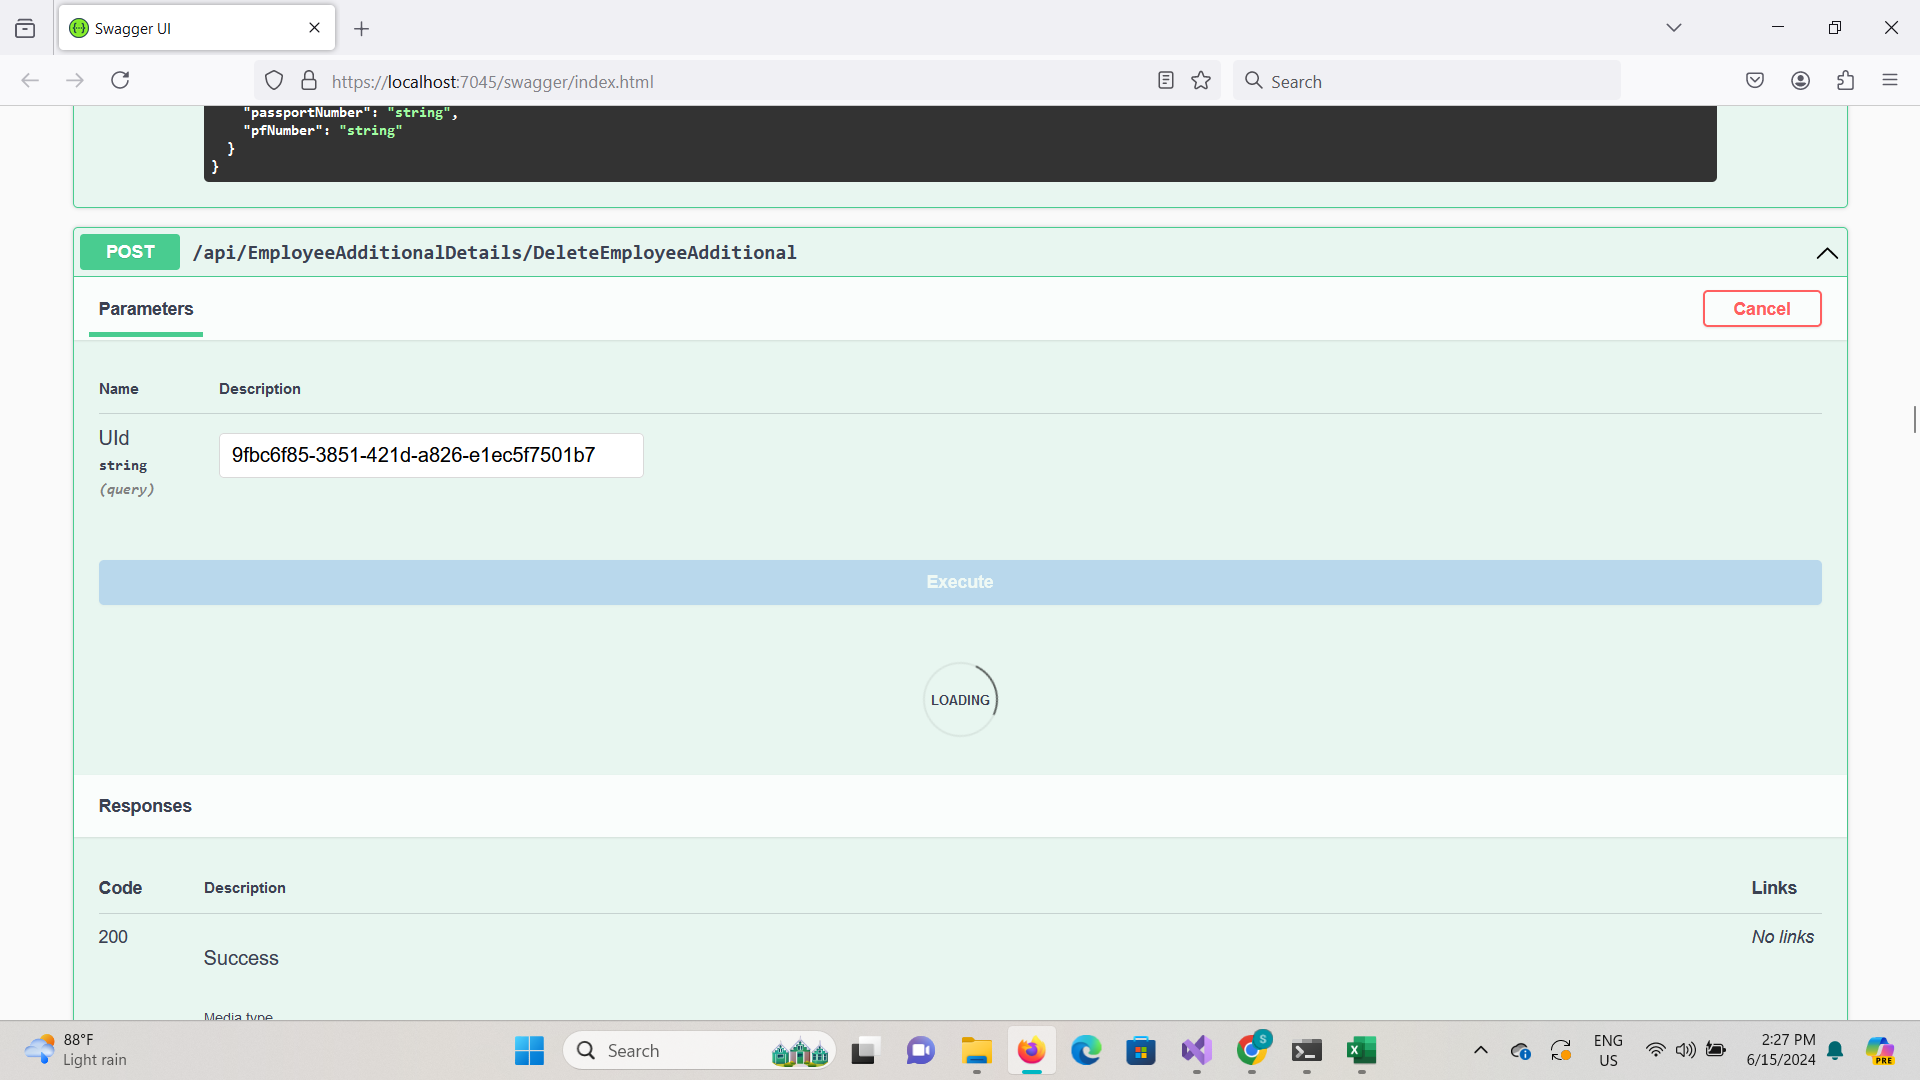 Swagger UI
https://localhost:7045/swagger/index.html
Search
"passportNumber": "string",
"pfNumber": "string"
}
}
POST /api/EmployeeAdditionalDetails/DeleteEmployeeAdditional
Parameters
Cancel
Name Description
UId
string
(query)
9fbc6f85-3851-421d-a826-e1ec5f7501b7
Execute
LOADING
Responses
Code Description Links
200
Success
No links
Media type
88°F
Light rain
Search
S
ENG
US
2:27 PM
6/15/2024
PRE